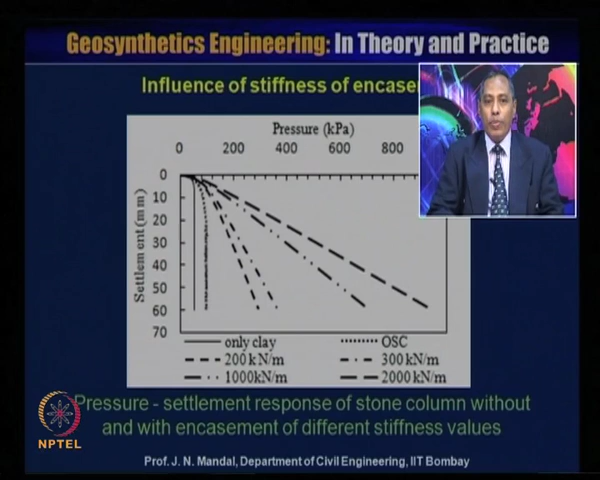 Geosynthetics Engineering: In Theory and Practice
Influence of stiffness of encase
Pressure (kPa)
0 200 400 600 800
Settlement (mm)
0
10
20
30
40
50
60
70
only clay OSC
200 kN/m 300 kN/m
1000kN/m 2000 kN/m
Pressure - settlement response of stone column without
and with encasement of different stiffness values
NPTEL
Prof. J. N. Mandal, Department of Civil Engineering, IIT Bombay